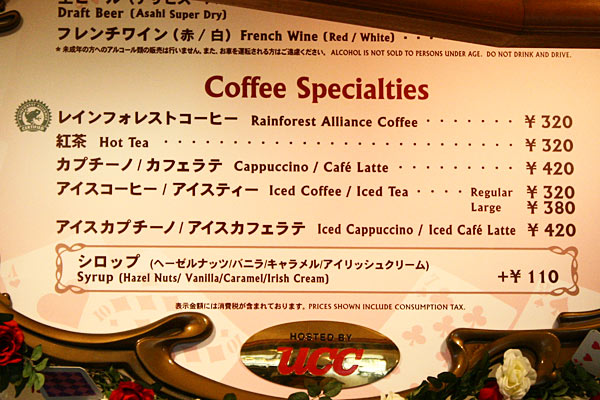 Draft Beer (Asahi Super Dry)
フレンチワイン (赤 / 白) French Wine (Red / White)
* 未成年の方へのアルコール類の販売は行いません。また、お車を運転される方はご遠慮ください。 ALCOHOL IS NOT SOLD TO PERSONS UNDER AGE. DO NOT DRINK AND DRIVE.
Coffee Specialties
レインフォレストコーヒー Rainforest Alliance Coffee ¥ 320
紅茶 Hot Tea ¥ 320
カプチーノ / カフェラテ Cappuccino / Café Latte ¥ 420
アイスコーヒー / アイスティー Iced Coffee / Iced Tea Regular ¥ 320
Large ¥ 380
アイスカプチーノ / アイスカフェラテ Iced Cappuccino / Iced Café Latte ¥ 420
シロップ (ヘーゼルナッツ/バニラ/キャラメル/アイリッシュクリーム)
Syrup (Hazel Nuts/ Vanilla/Caramel/Irish Cream) +¥ 110
表示金額には消費税が含まれております。 PRICES SHOWN INCLUDE CONSUMPTION TAX.
HOSTED BY
UCC